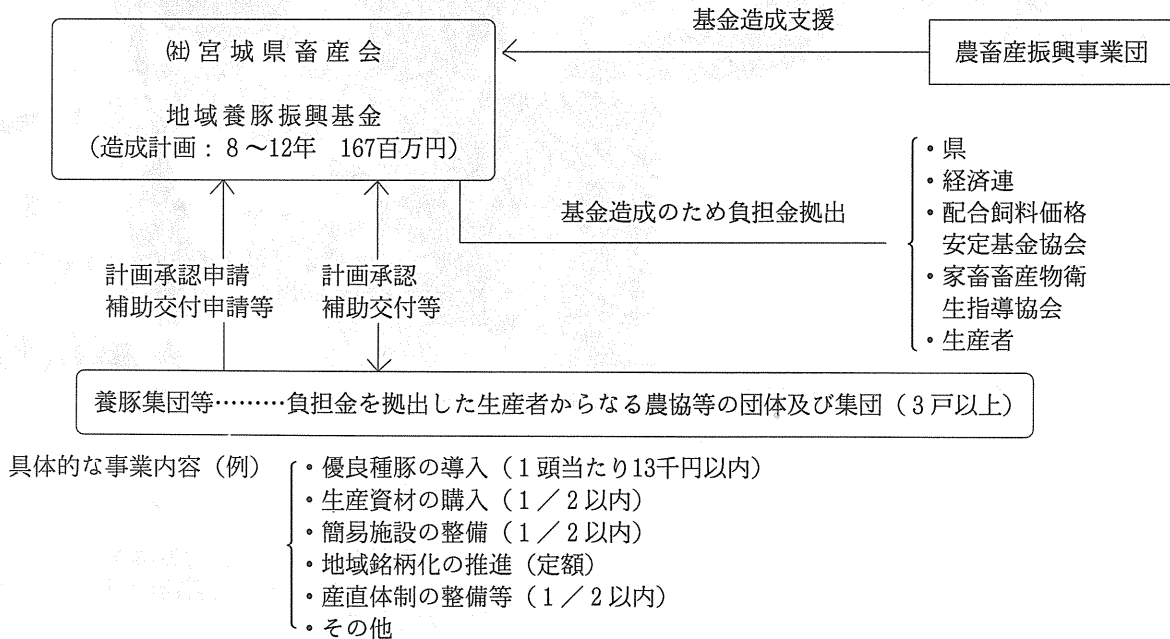 基金造成支援
㈳宮城県畜産会
農畜産振興事業団
地域養豚振興基金
(造成計画：8～12年　167百万円)
・県
・経済連
基金造成のため負担金拠出
・配合飼料価格
安定基金協会
・家畜畜産物衛
生指導協会
・生産者
計画承認申請
補助交付申請等
計画承認
補助交付等
養豚集団等………負担金を拠出した生産者からなる農協等の団体及び集団（3戸以上）
具体的な事業内容（例）
・優良種豚の導入（1頭当たり13千円以内）
・生産資材の購入（1／2以内）
・簡易施設の整備（1／2以内）
・地域銘柄化の推進（定額）
・産直体制の整備等（1／2以内）
・その他